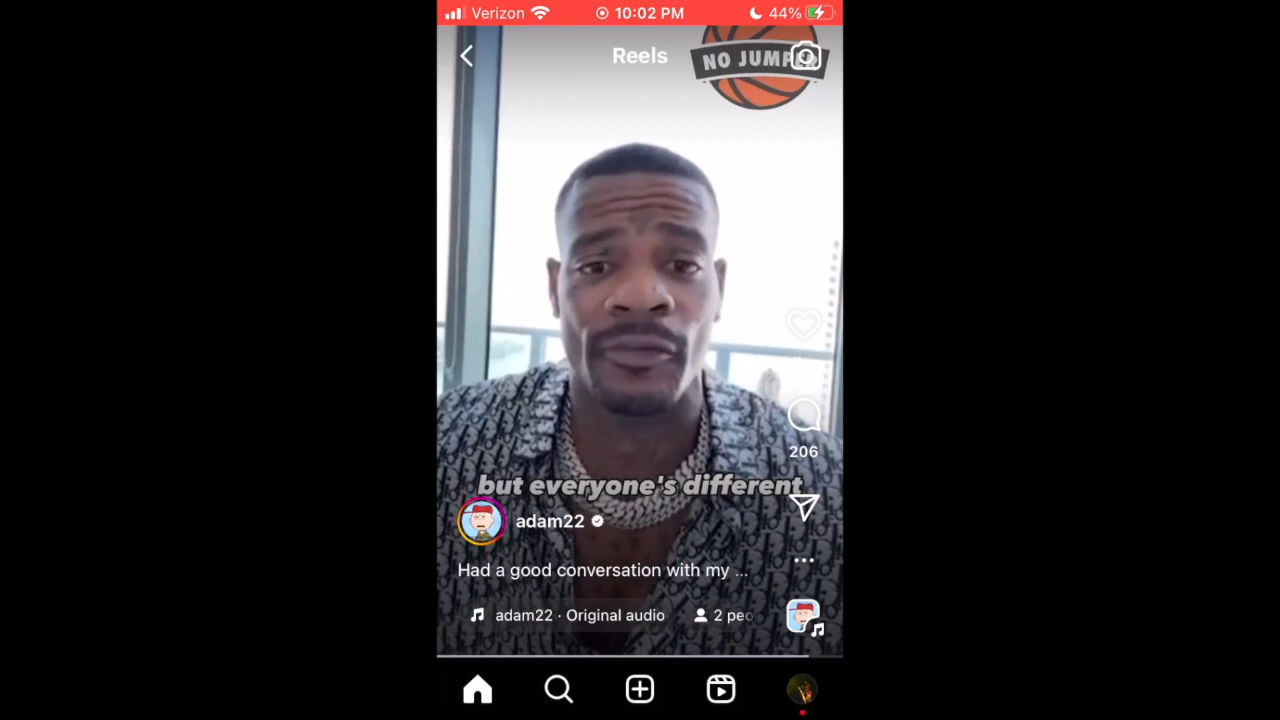 Verizon 10:02 PM 44%
Reels
NO JUMPER
206
but everyone's different
adam22
Had a good conversation with my ...
adam22 · Original audio 2 peo